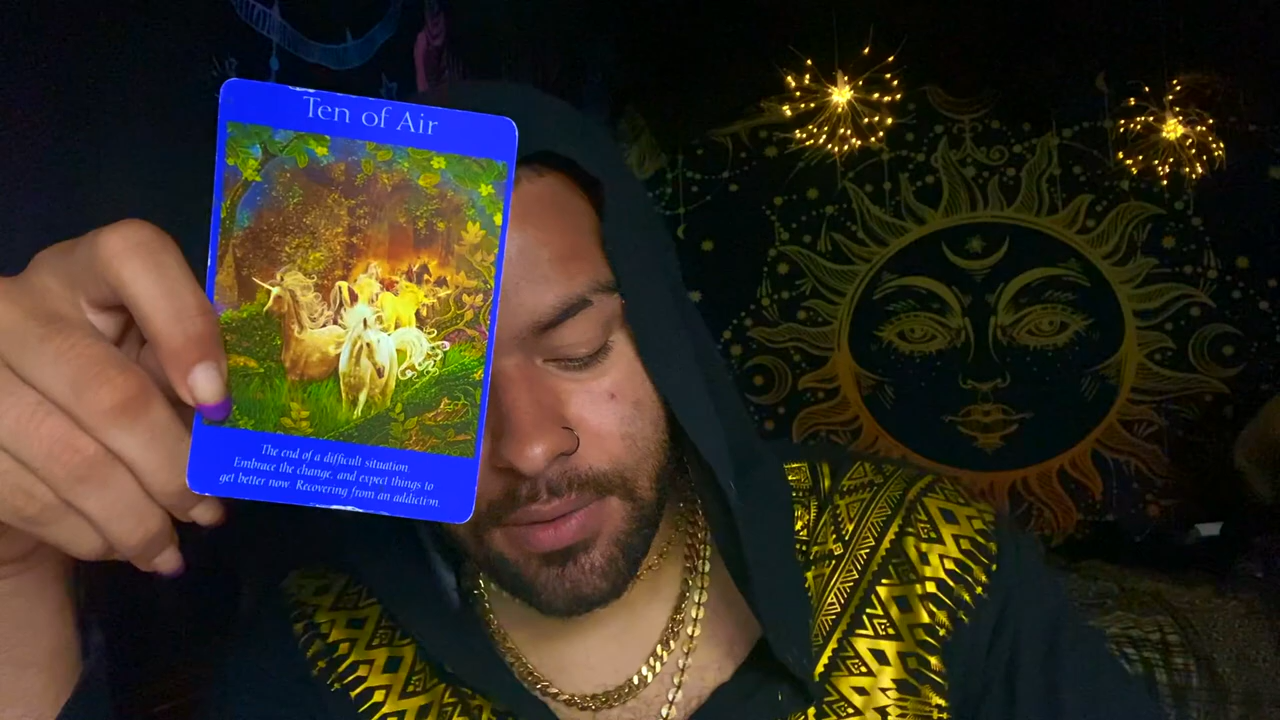 Ten of Air
The end of a difficult situation.
Embrace the change, and expect things to
get better now. Recovering from an addiction.